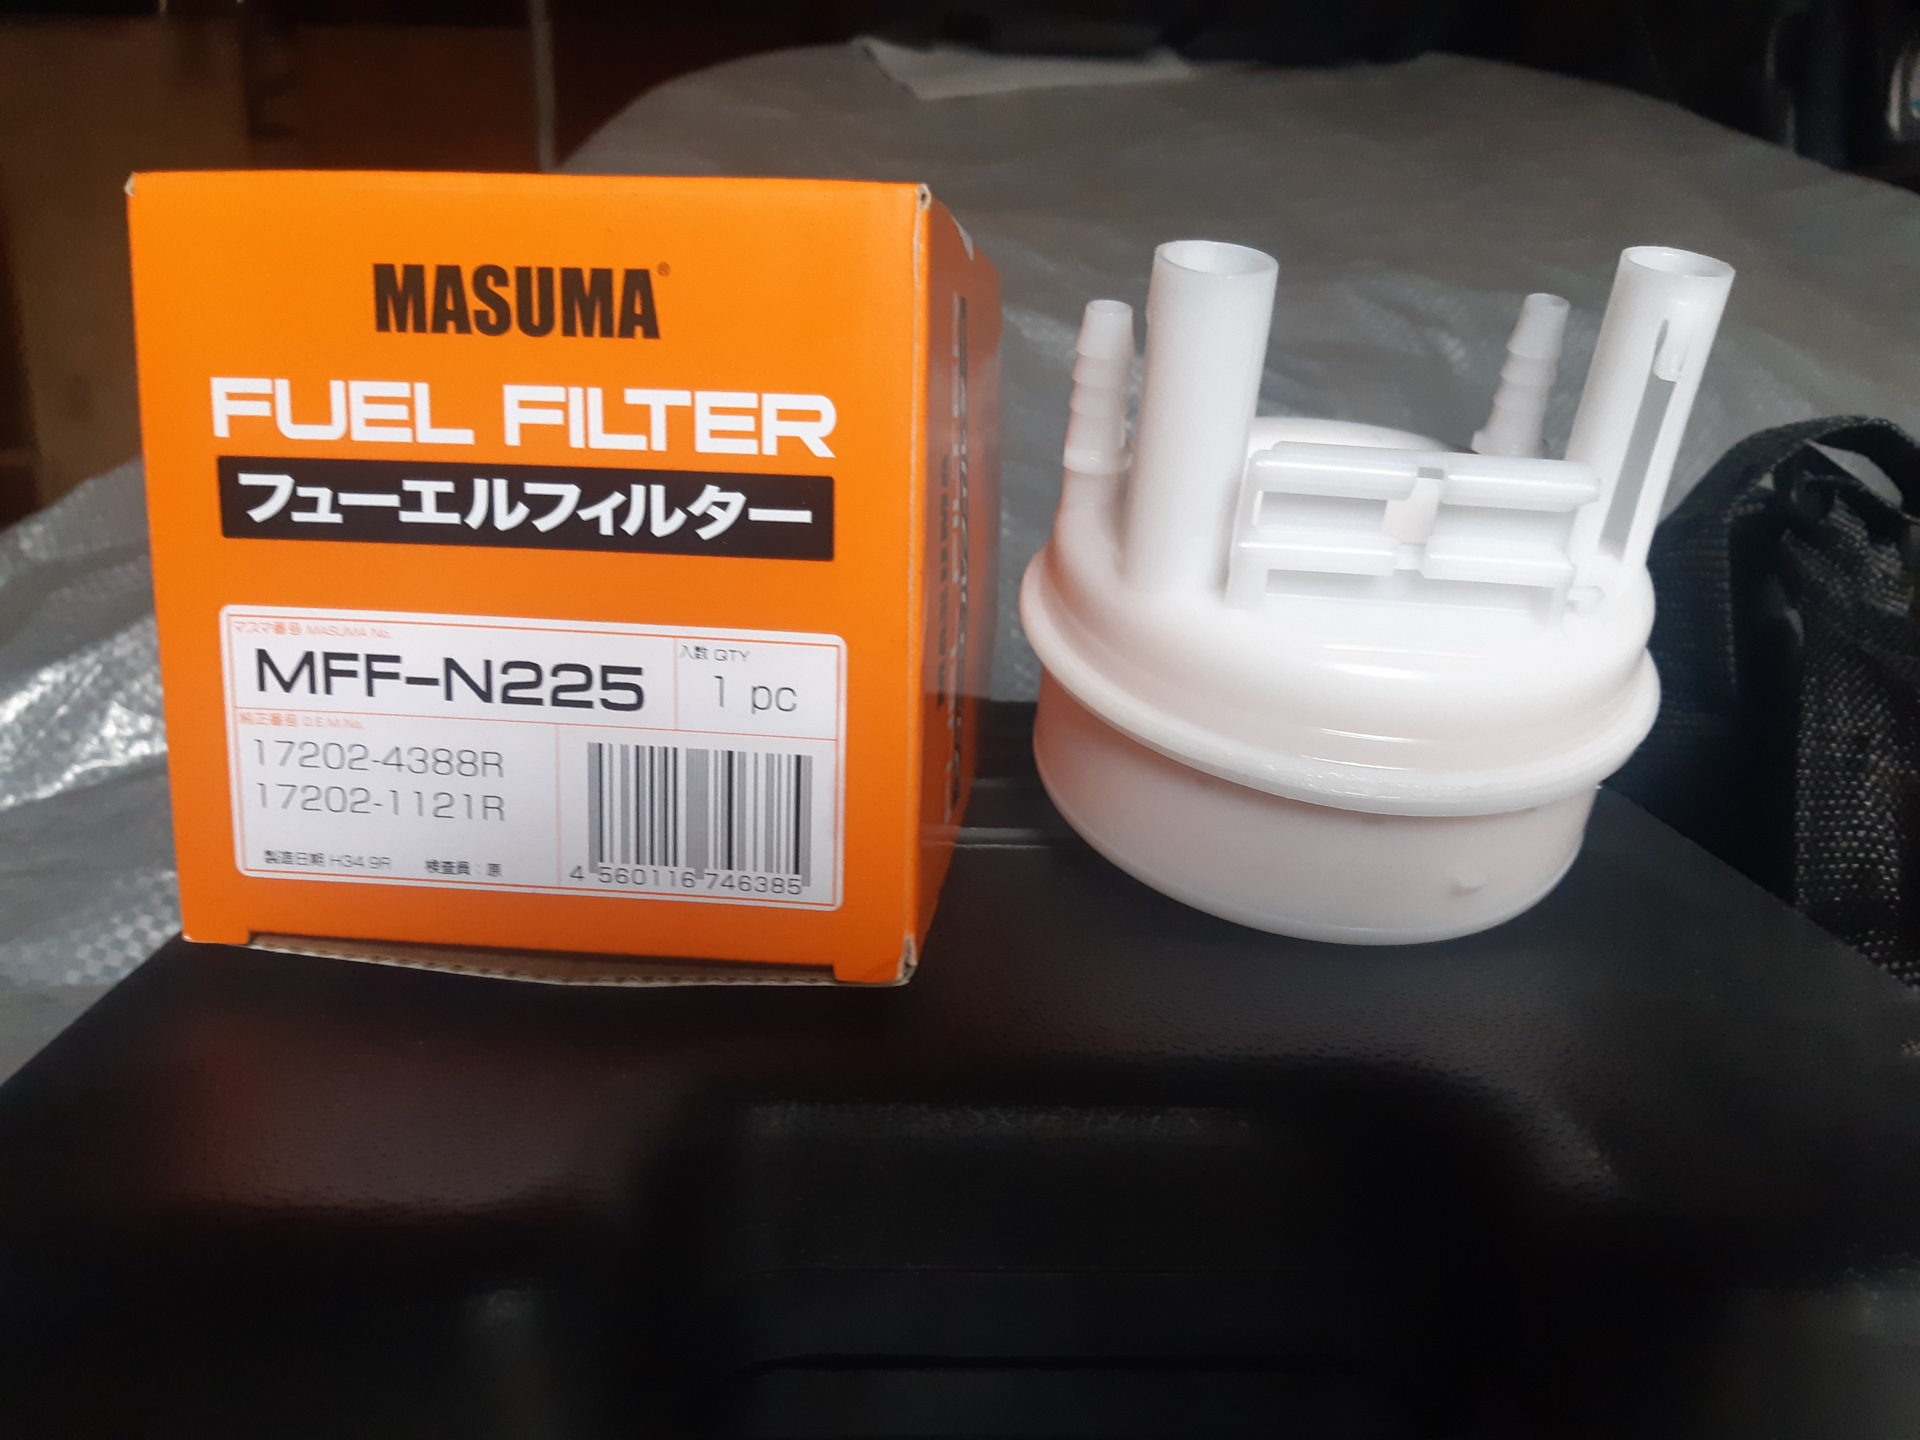 MASUMA®
FUEL FILTER
フューエルフィルター
マスマ番号 MASUMA No.
MFF-N225
入数 QTY
1 pc
純正番号 O.E.M.No.
17202-4388R
17202-1121R
製造日期 H34.9R 検査員:原
4 560116 746385
MASUMA